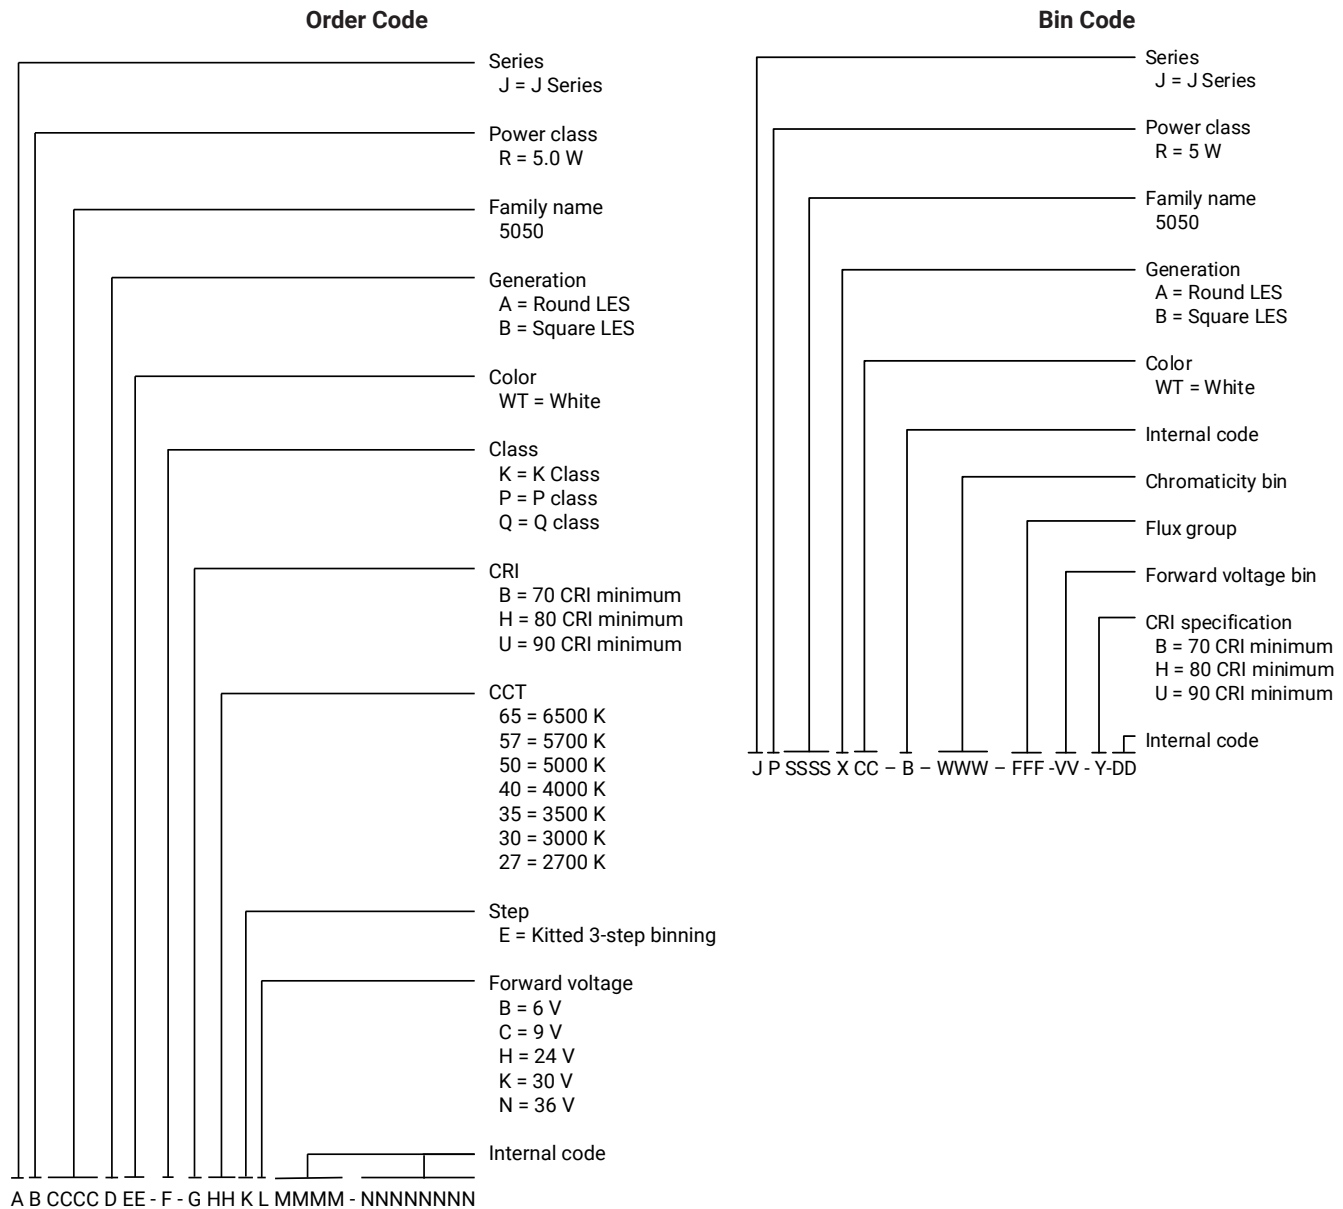 Order Code
Series
J = J Series
Power class
R = 5.0 W
Family name
5050
Generation
A = Round LES
B = Square LES
Color
WT = White
Class
K = K Class
P = P class
Q = Q class
CRI
B = 70 CRI minimum
H = 80 CRI minimum
U = 90 CRI minimum
CCT
65 = 6500 K
57 = 5700 K
50 = 5000 K
40 = 4000 K
35 = 3500 K
30 = 3000 K
27 = 2700 K
Step
E = Kitted 3-step binning
Forward voltage
B = 6 V
C = 9 V
H = 24 V
K = 30 V
N = 36 V
Internal code
A B CCCC D EE - F - G HH K L MMMM - NNNNNNNN
Bin Code
Series
J = J Series
Power class
R = 5 W
Family name
5050
Generation
A = Round LES
B = Square LES
Color
WT = White
Internal code
Chromaticity bin
Flux group
Forward voltage bin
CRI specification
B = 70 CRI minimum
H = 80 CRI minimum
U = 90 CRI minimum
Internal code
J P SSSS X CC – B – WWW – FFF -VV - Y-DD